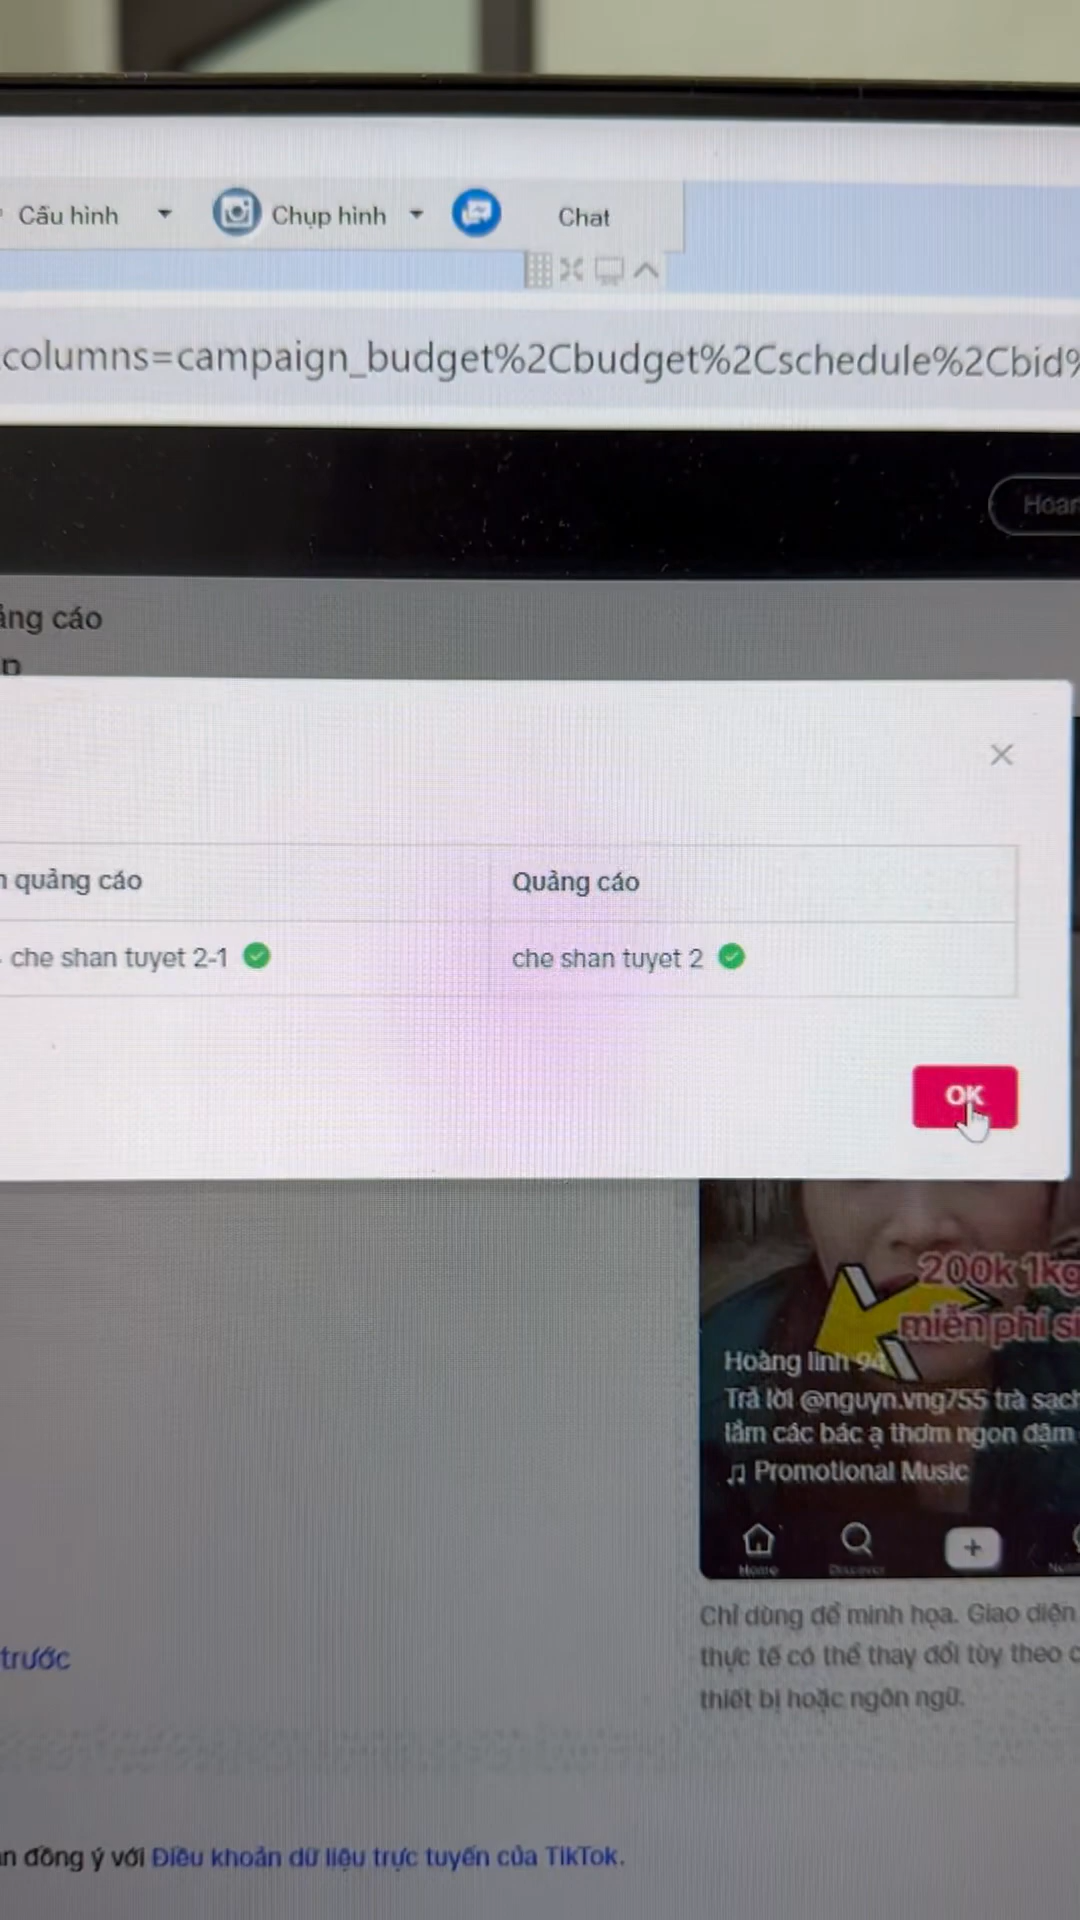 Cấu hình
Chụp hình
Chat
columns=campaign_budget%2Cbudget%2Cschedule%2Cbid%
Hoàn
ảng cáo
quảng cáo
Quảng cáo
che shan tuyet 2-1
che shan tuyet 2
OK
200k 1kg
miễn phí
Hoàng linh 94
Trả lời @nguyn.vng755 trà sạch
lắm các bác ạ thơm ngon đậm
Promotional Music
Home
Discover
Chỉ dùng để minh họa. Giao diện
thực tế có thể thay đổi tùy theo
thiết bị hoặc ngôn ngữ.
trước
đồng ý với Điều khoản dữ liệu trực tuyến của TikTok.